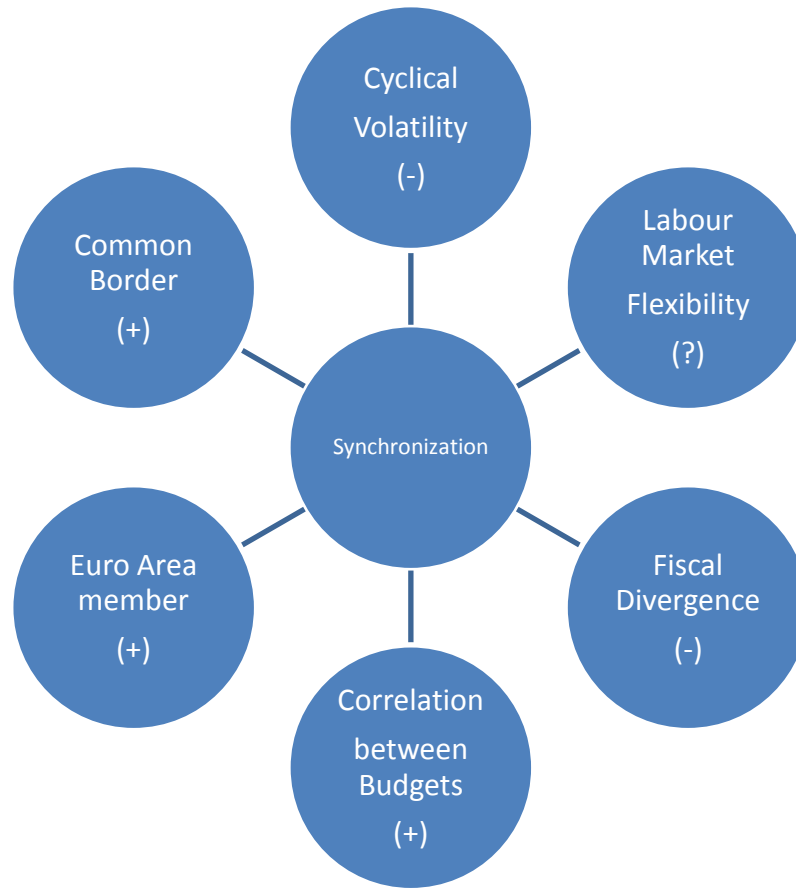 Cyclical
Volatility
(-)
Labour
Market
Flexibility
(?)
Fiscal
Divergence
(-)
Correlation
between
Budgets
(+)
Euro Area
member
(+)
Common
Border
(+)
Synchronization